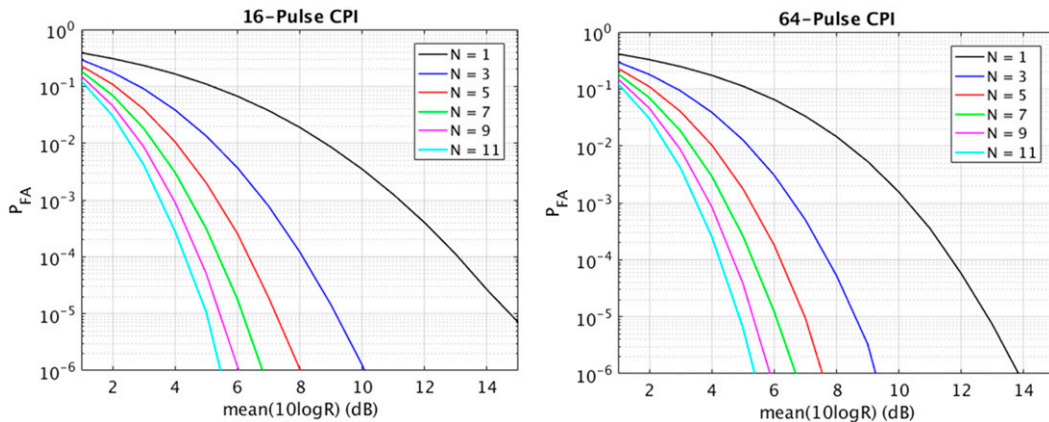 16-Pulse CPI
10⁰
10⁻¹
10⁻²
10⁻³
10⁻⁴
10⁻⁵
10⁻⁶
P_FA
N = 1
N = 3
N = 5
N = 7
N = 9
N = 11
2 4 6 8 10 12 14
mean(10logR) (dB)
64-Pulse CPI
10⁰
10⁻¹
10⁻²
10⁻³
10⁻⁴
10⁻⁵
10⁻⁶
P_FA
N = 1
N = 3
N = 5
N = 7
N = 9
N = 11
2 4 6 8 10 12 14
mean(10logR) (dB)